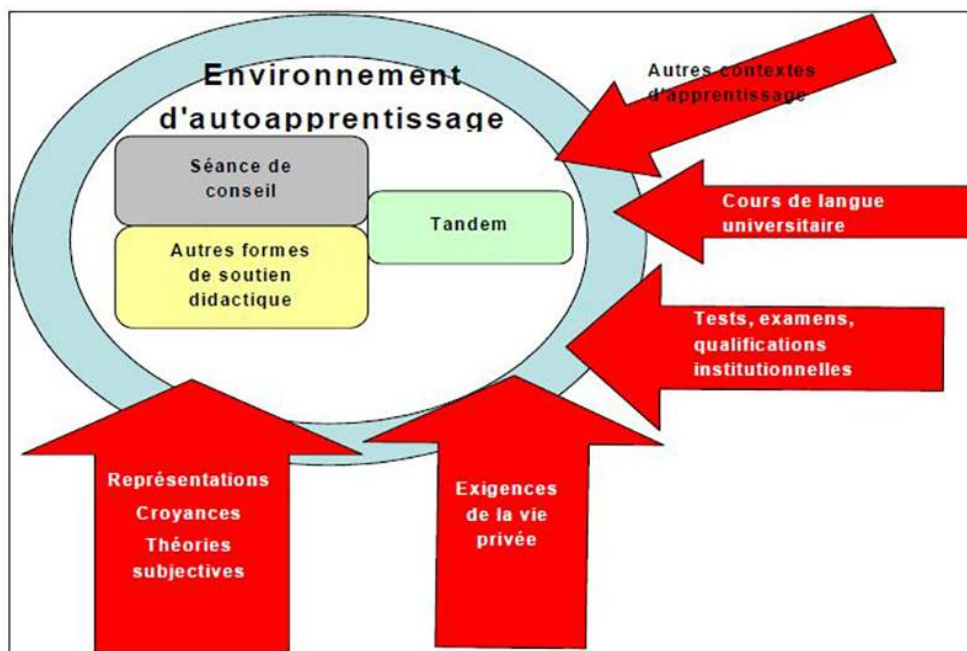 Environnement
d'autoapprentissage
Séance de
conseil
Tandem
Autres formes
de soutien
didactique
Autres contextes
d'apprentissage
Cours de langue
universitaire
Tests, examens,
qualifications
institutionnelles
Représentations
Croyances
Théories
subjectives
Exigences
de la vie
privée